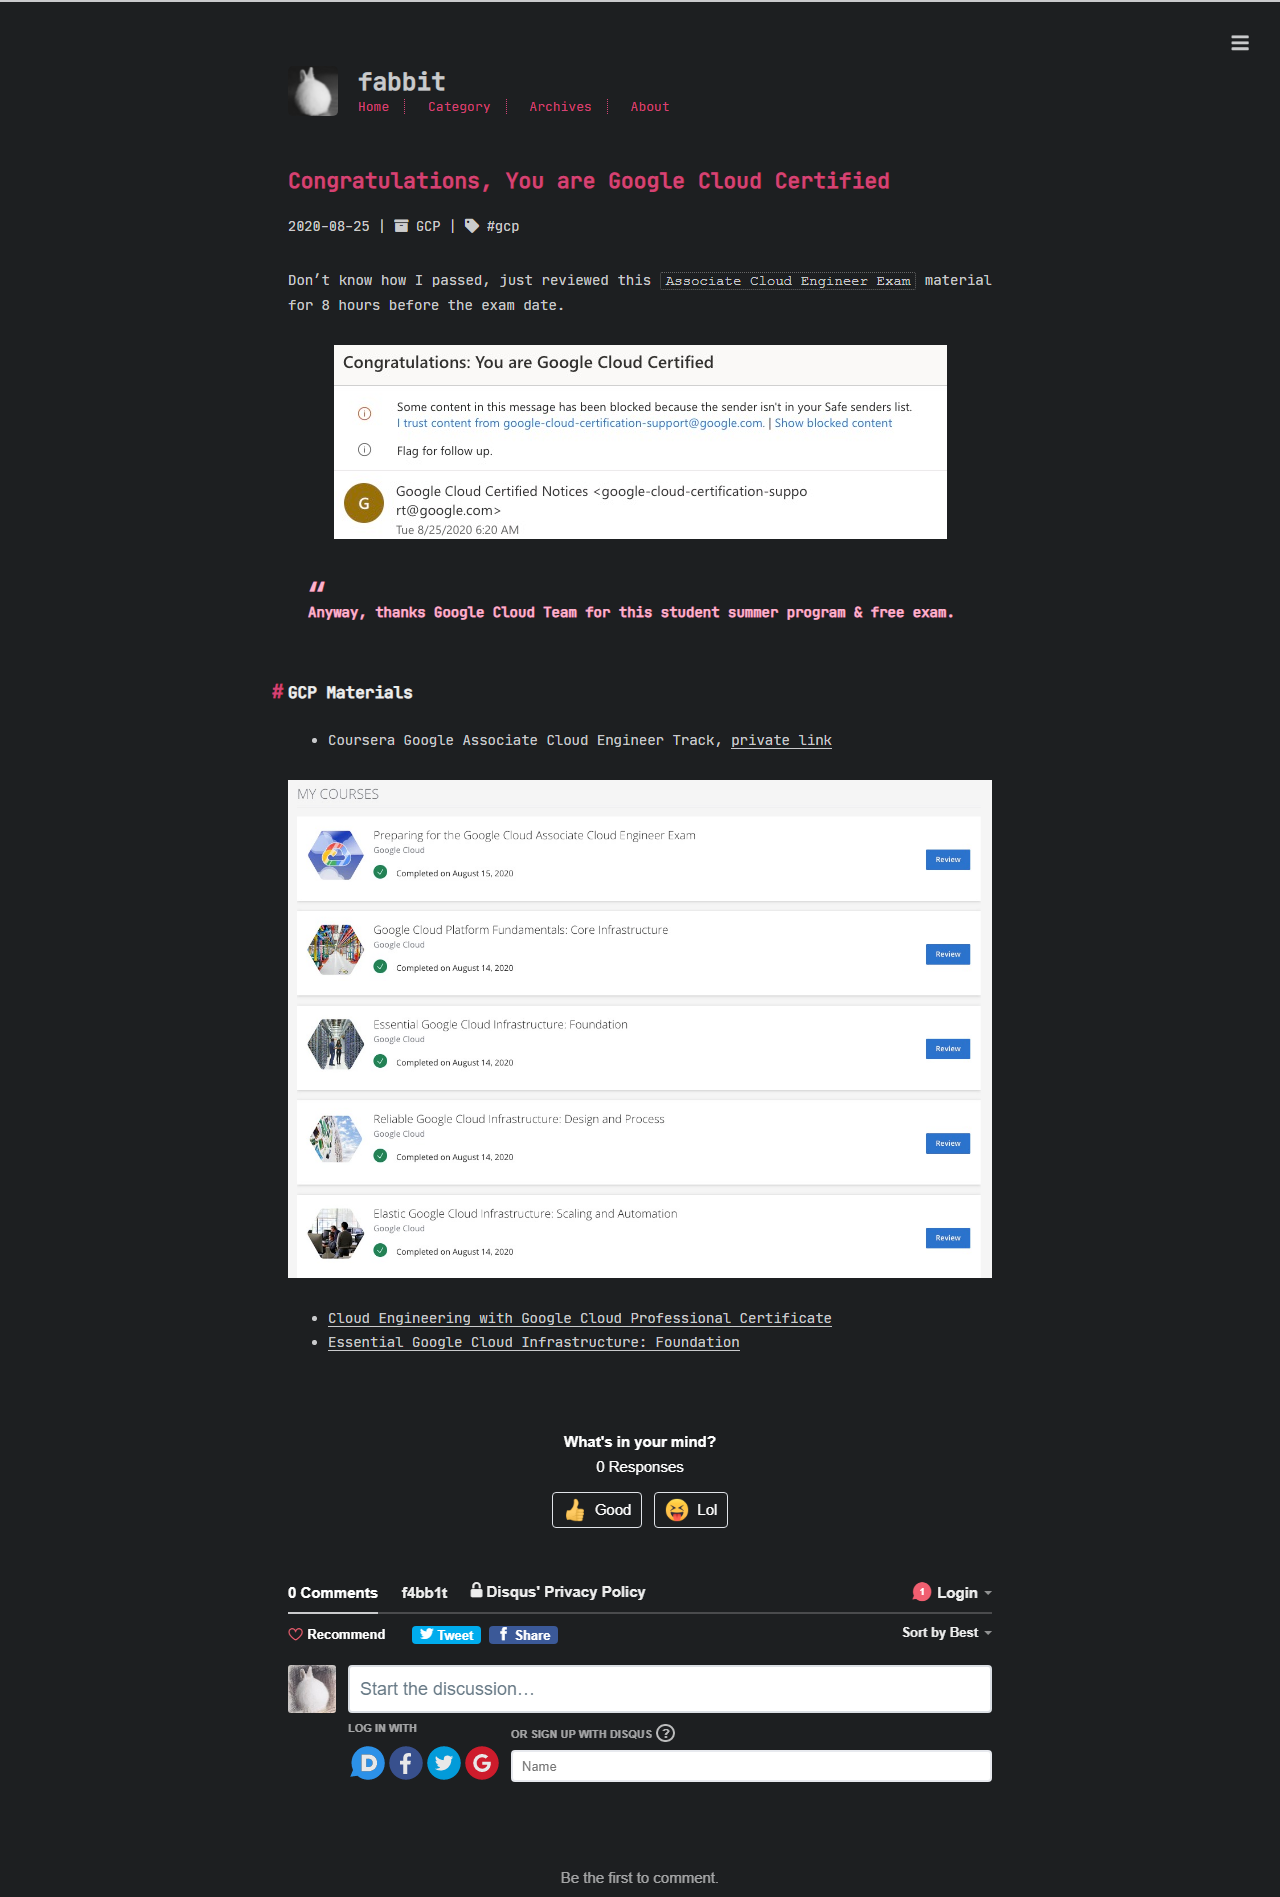 fabbit
Home
Category
Archives
About
Congratulations, You are Google Cloud Certified
2020-08-25 | GCP | #gcp
Don’t know how I passed, just reviewed this Associate Cloud Engineer Exam material
for 8 hours before the exam date.
Congratulations: You are Google Cloud Certified
Some content in this message has been blocked because the sender isn't in your Safe senders list.
I trust content from google-cloud-certification-support@google.com. | Show blocked content
Flag for follow up.
G
Google Cloud Certified Notices <google-cloud-certification-suppo
rt@google.com>
Tue 8/25/2020 6:20 AM
“
Anyway, thanks Google Cloud Team for this student summer program & free exam.
# GCP Materials
• Coursera Google Associate Cloud Engineer Track, private link
MY COURSES
Preparing for the Google Cloud Associate Cloud Engineer Exam
Google Cloud
Completed on August 15, 2020
Review
Google Cloud Platform Fundamentals: Core Infrastructure
Google Cloud
Completed on August 14, 2020
Review
Essential Google Cloud Infrastructure: Foundation
Google Cloud
Completed on August 14, 2020
Review
Reliable Google Cloud Infrastructure: Design and Process
Google Cloud
Completed on August 14, 2020
Review
Elastic Google Cloud Infrastructure: Scaling and Automation
Google Cloud
Completed on August 14, 2020
Review
• Cloud Engineering with Google Cloud Professional Certificate
• Essential Google Cloud Infrastructure: Foundation
What's in your mind?
0 Responses
Good
Lol
0 Comments
f4bb1t
Disqus' Privacy Policy
1
Login
Recommend
Tweet
Share
Sort by Best
Start the discussion…
LOG IN WITH
OR SIGN UP WITH DISQUS ?
Name
Be the first to comment.